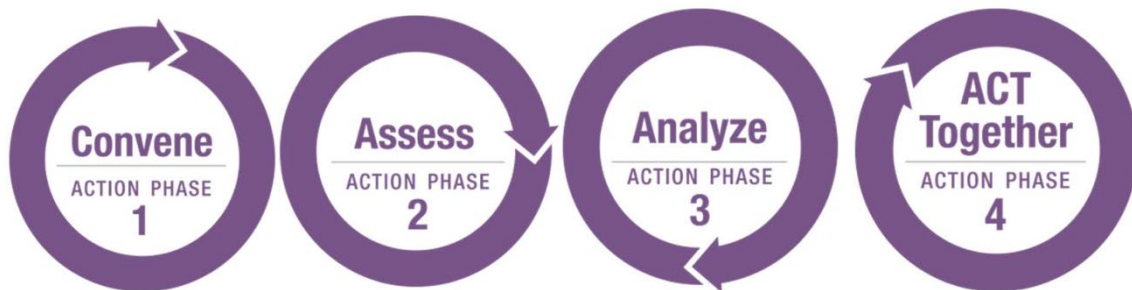 Convene
ACTION PHASE
1
Assess
ACTION PHASE
2
Analyze
ACTION PHASE
3
ACT
Together
ACTION PHASE
4